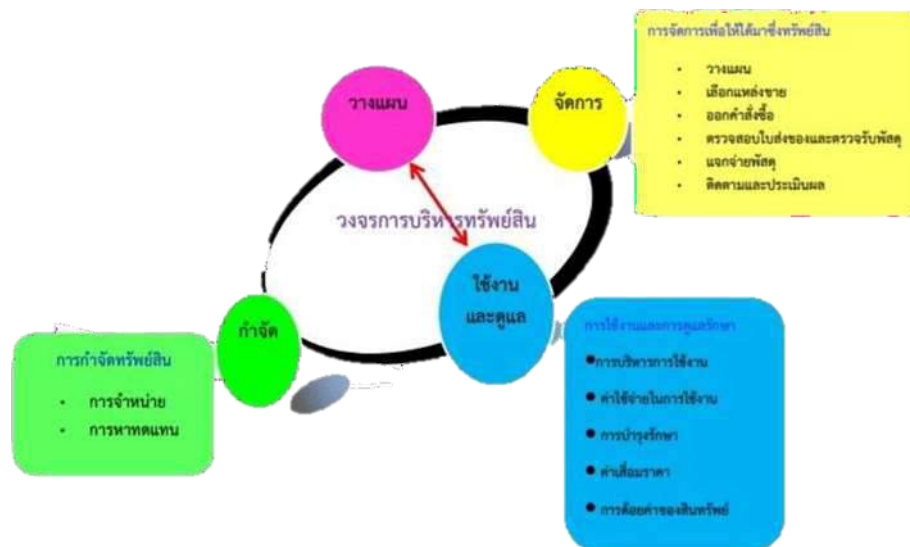 วางแผน
จัดการ
การจัดการเพื่อให้ได้มาซึ่งทรัพย์สิน
• วางแผน
• เลือกแหล่งขาย
• ออกคำสั่งซื้อ
• ตรวจสอบใบส่งของและตรวจรับพัสดุ
• แจกจ่ายพัสดุ
• ติดตามและประเมินผล
วงจรการบริหารทรัพย์สิน
ใช้งาน
และดูแล
กำจัด
การกำจัดทรัพย์สิน
• การจำหน่าย
• การหาทดแทน
การใช้งานและการดูแลรักษา
●การบริหารการใช้งาน
● ค่าใช้จ่ายในการใช้งาน
● การบำรุงรักษา
● ค่าเสื่อมราคา
● การด้อยค่าของสินทรัพย์